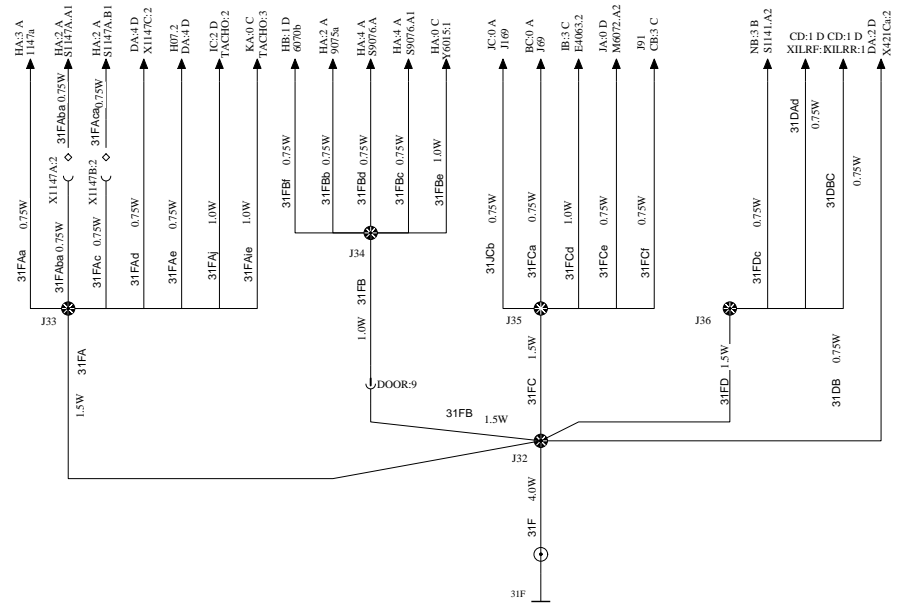 HA:3 A
1147a
HA:2 A
S1147A.A1
HA:2 A
S1147A.B1
DA:4 D
X1147C:2
H07.2
DA:4 D
IC:2 D
TACHO:2
KA:0 C
TACHO:3
HB:1 D
6070b
HA:2 A
9075a
HA:4 A
S9076.A
HA:4 A
S9076.A1
HA:0 C
Y6015:1
JC:0 A
J169
BC:0 A
J69
IB:3 C
E4063.2
IA:0 D
M6072.A2
J91
CB:3 C
NB:3 B
S1141.A2
CD:1 D CD:1 D
XILRF: XILRR:1
DA:2 D
X421Ca:2
31FAa 0.75W
31FAba 0.75W
X1147A:2
31FAba 0.75W
31FAca 0.75W
X1147B:2
31FAc 0.75W
31FAd 0.75W
31FAe 0.75W
31FAj 1.0W
31FAie 1.0W
31FBf 0.75W
31FBb 0.75W
31FBd 0.75W
31FBc 0.75W
31FBe 1.0W
31JCb 0.75W
31FCa 0.75W
31FCd 1.0W
31FCe 0.75W
31FCf 0.75W
31FDc 0.75W
31DAd 0.75W
31DBC 0.75W
J34
J33
J35
J36
31FA 1.5W
31FB 1.0W
DOOR:9
31FB 1.5W
31FC 1.5W
31FD 1.5W
31DB 0.75W
J32
31F 4.0W
31F